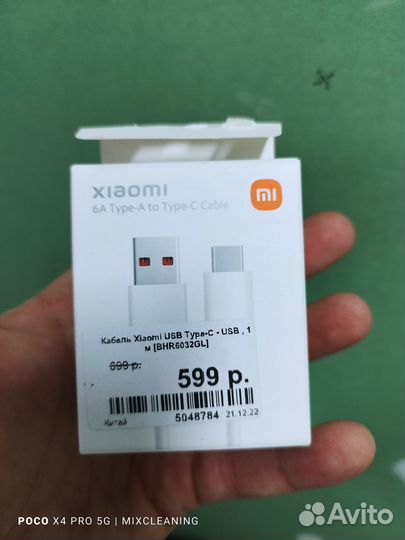 xiaomi
6A Type-A to Type-C Cable
mi
Кабель Xiaomi USB Type-C - USB , 1
м [BHR6032GL]
699 р.
599 р.
Китай 5048784 21.12.22
POCO X4 PRO 5G | MIXCLEANING
Avito